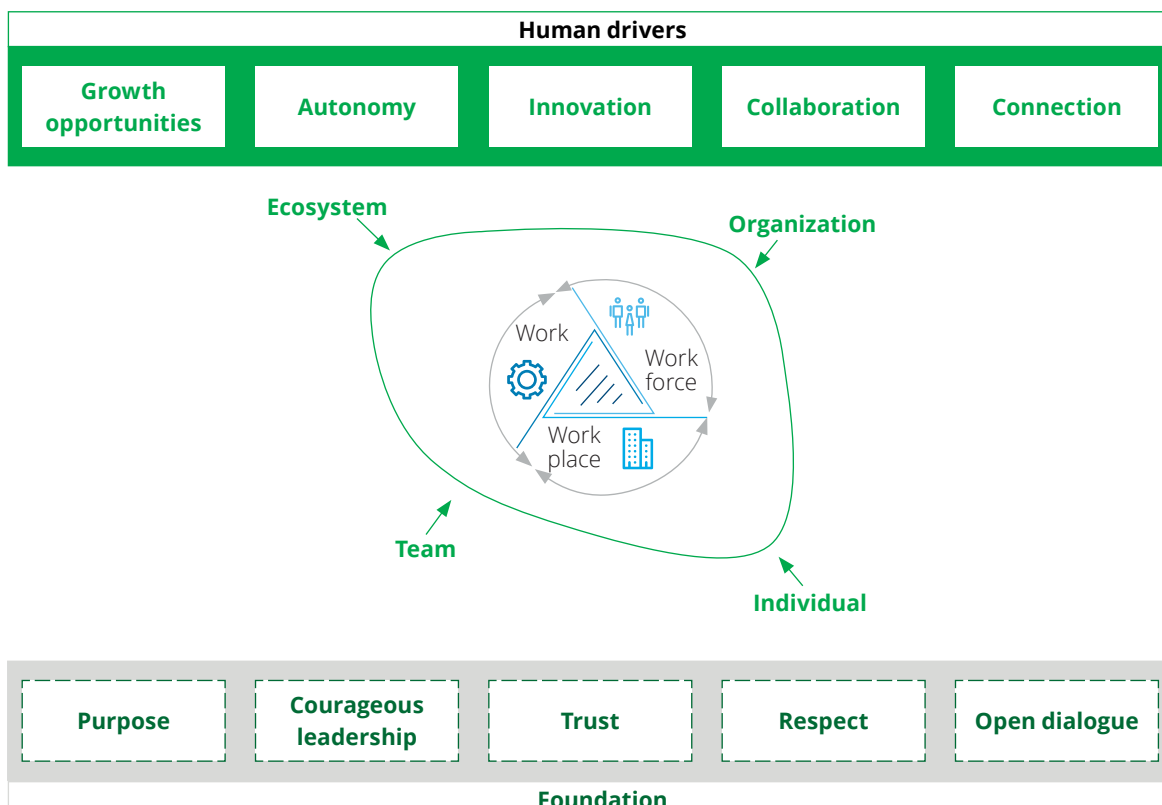 Human drivers
Growth
opportunities
Autonomy
Innovation
Collaboration
Connection
Ecosystem
Organization
Work
Work
force
Work
place
Team
Individual
Purpose
Courageous
leadership
Trust
Respect
Open dialogue
Foundation